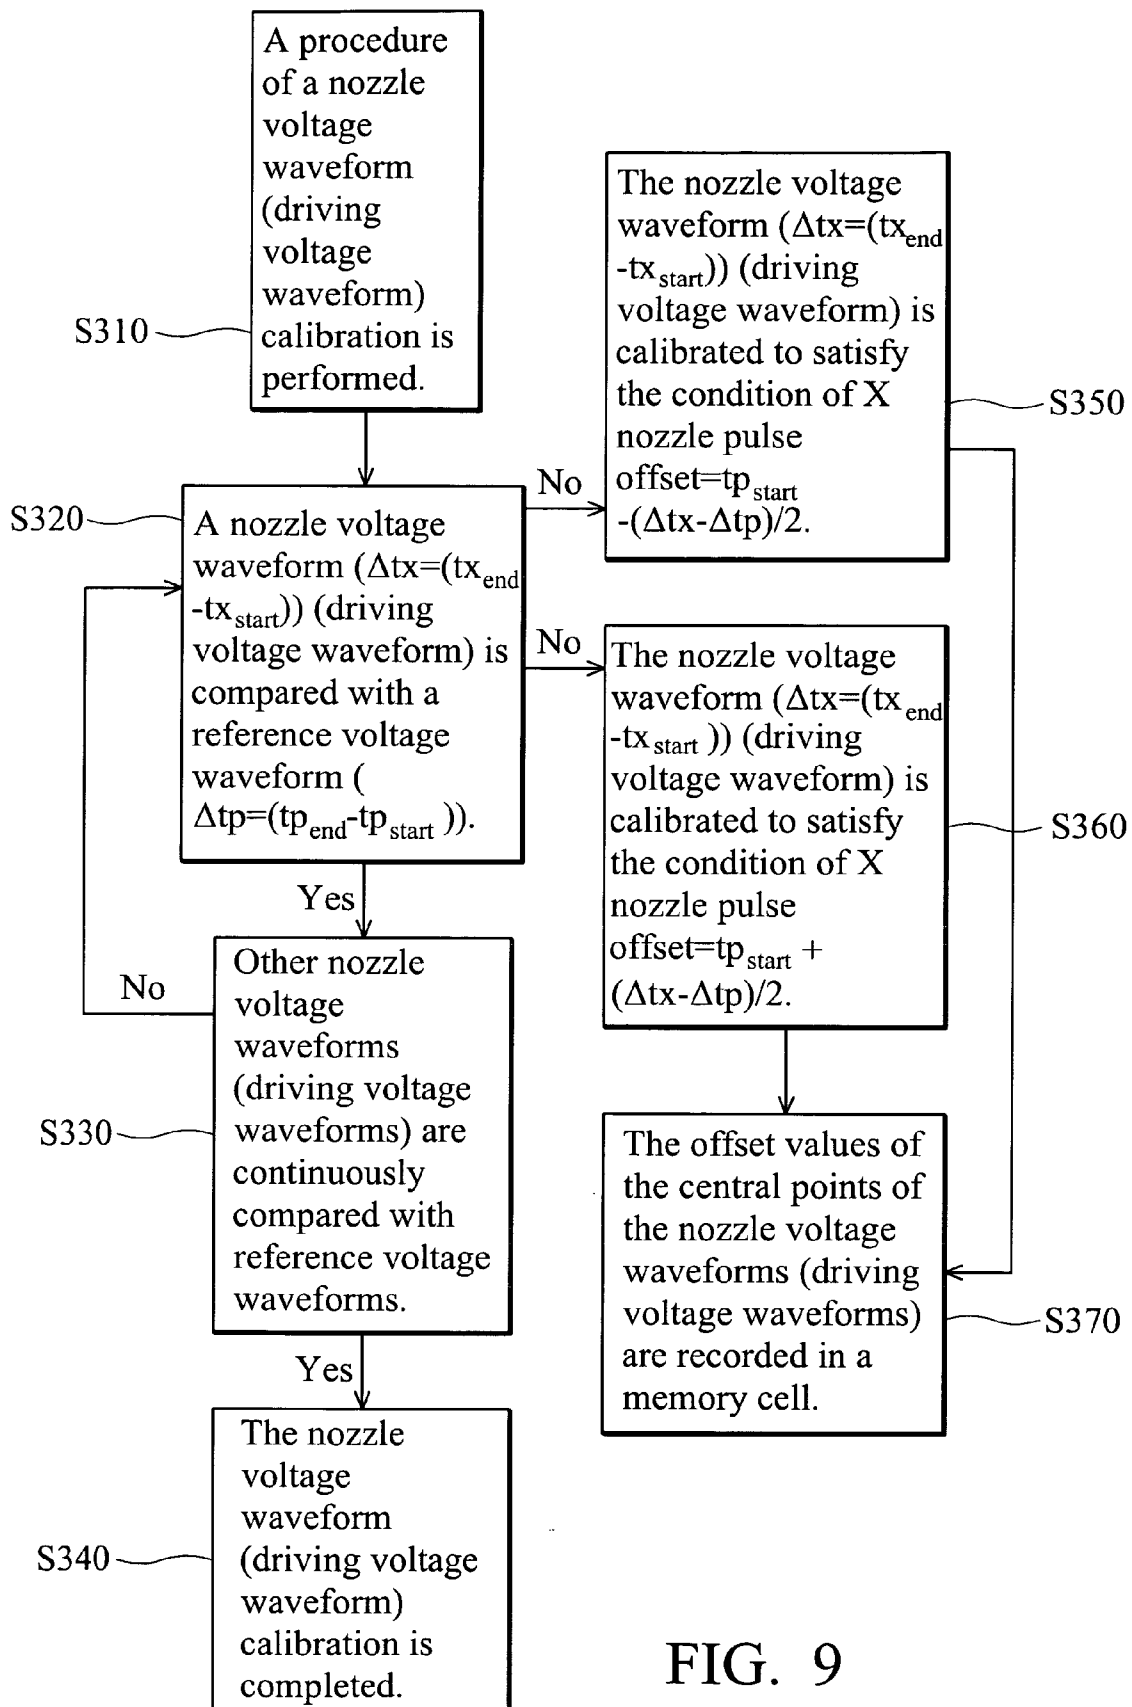 A procedure
of a nozzle
voltage
waveform
(driving
voltage
waveform)
calibration is
performed.
S310
A nozzle voltage
waveform (Δtx=(tx_end
-tx_start)) (driving
voltage waveform) is
compared with a
reference voltage
waveform (
Δtp=(tp_end-tp_start )).
S320
No
No
Yes
Other nozzle
voltage
waveforms
(driving voltage
waveforms) are
continuously
compared with
reference voltage
waveforms.
S330
No
Yes
The nozzle
voltage
waveform
(driving voltage
waveform)
calibration is
completed.
S340
The nozzle voltage
waveform (Δtx=(tx_end
-tx_start)) (driving
voltage waveform) is
calibrated to satisfy
the condition of X
nozzle pulse
offset=tp_start
-(Δtx-Δtp)/2.
S350
The nozzle voltage
waveform (Δtx=(tx_end
-tx_start )) (driving
voltage waveform) is
calibrated to satisfy
the condition of X
nozzle pulse
offset=tp_start +
(Δtx-Δtp)/2.
S360
The offset values of
the central points of
the nozzle voltage
waveforms (driving
voltage waveforms)
are recorded in a
memory cell.
S370
FIG. 9